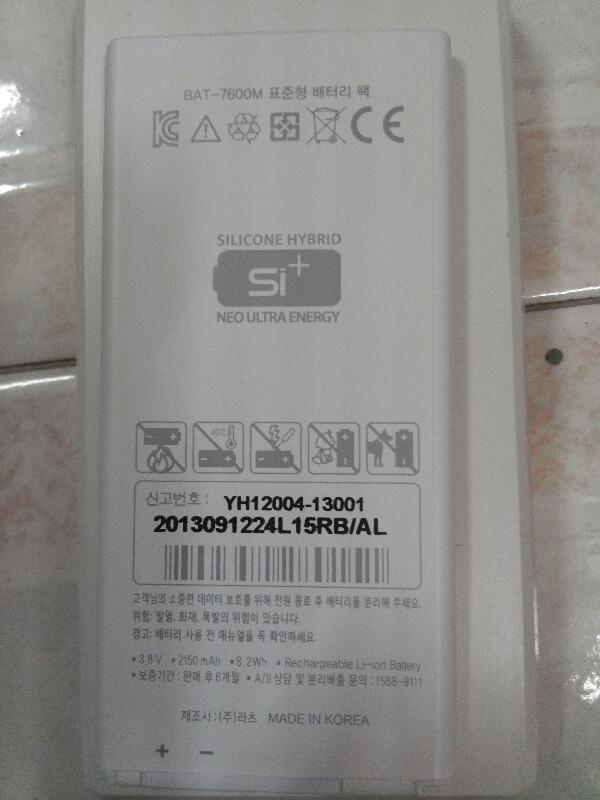 BAT-7600M 표준형 배터리 팩
CE
SILICONE HYBRID
Si+
NEO ULTRA ENERGY
40℃
신고번호 : YH12004-13001
2013091224L15RB/AL
고객님의 소중한 데이터 보호를 위해 전원 종료 후 배터리를 분리해 주세요.
위험: 발열, 화재, 폭발의 위험이 있습니다.
경고: 배터리 사용 전 매뉴얼을 꼭 확인하세요.
• 3.8 V • 2150 mAh • 8.2Wh • Rechargeable Li-ion Battery
• 보증기간 : 판매 후 6개월 • A/S 상담 및 분리배출 문의 : 1588-9111
제조사 : (주)라츠 MADE IN KOREA
+ −